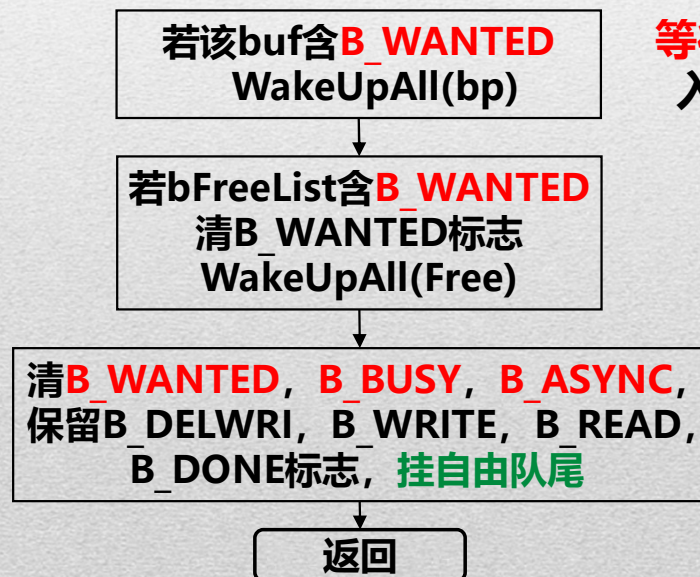 若该buf含B_WANTED
WakeUpAll(bp)
若bFreeList含B_WANTED
清B_WANTED标志
WakeUpAll(Free)
清B_WANTED，B_BUSY，B_ASYNC，
保留B_DELWRI，B_WRITE，B_READ，
B_DONE标志，挂自由队尾
返回